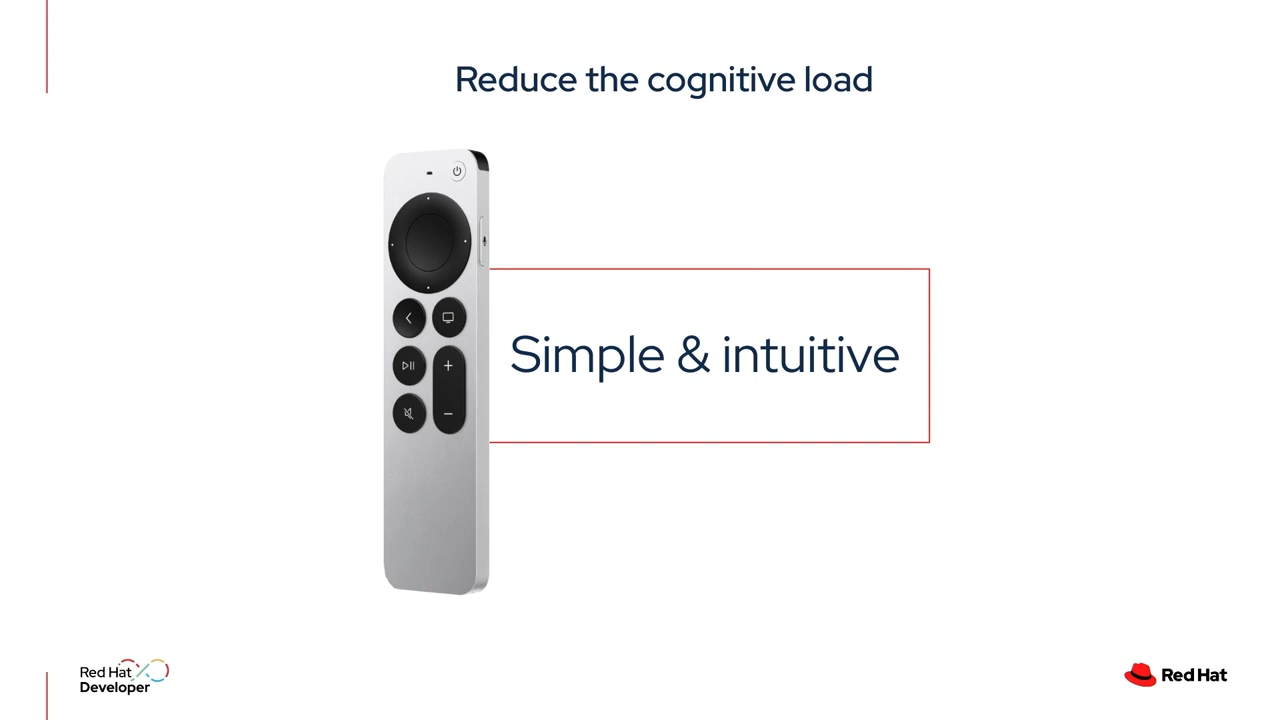 Reduce the cognitive load
Simple & intuitive
Red Hat
Developer
Red Hat